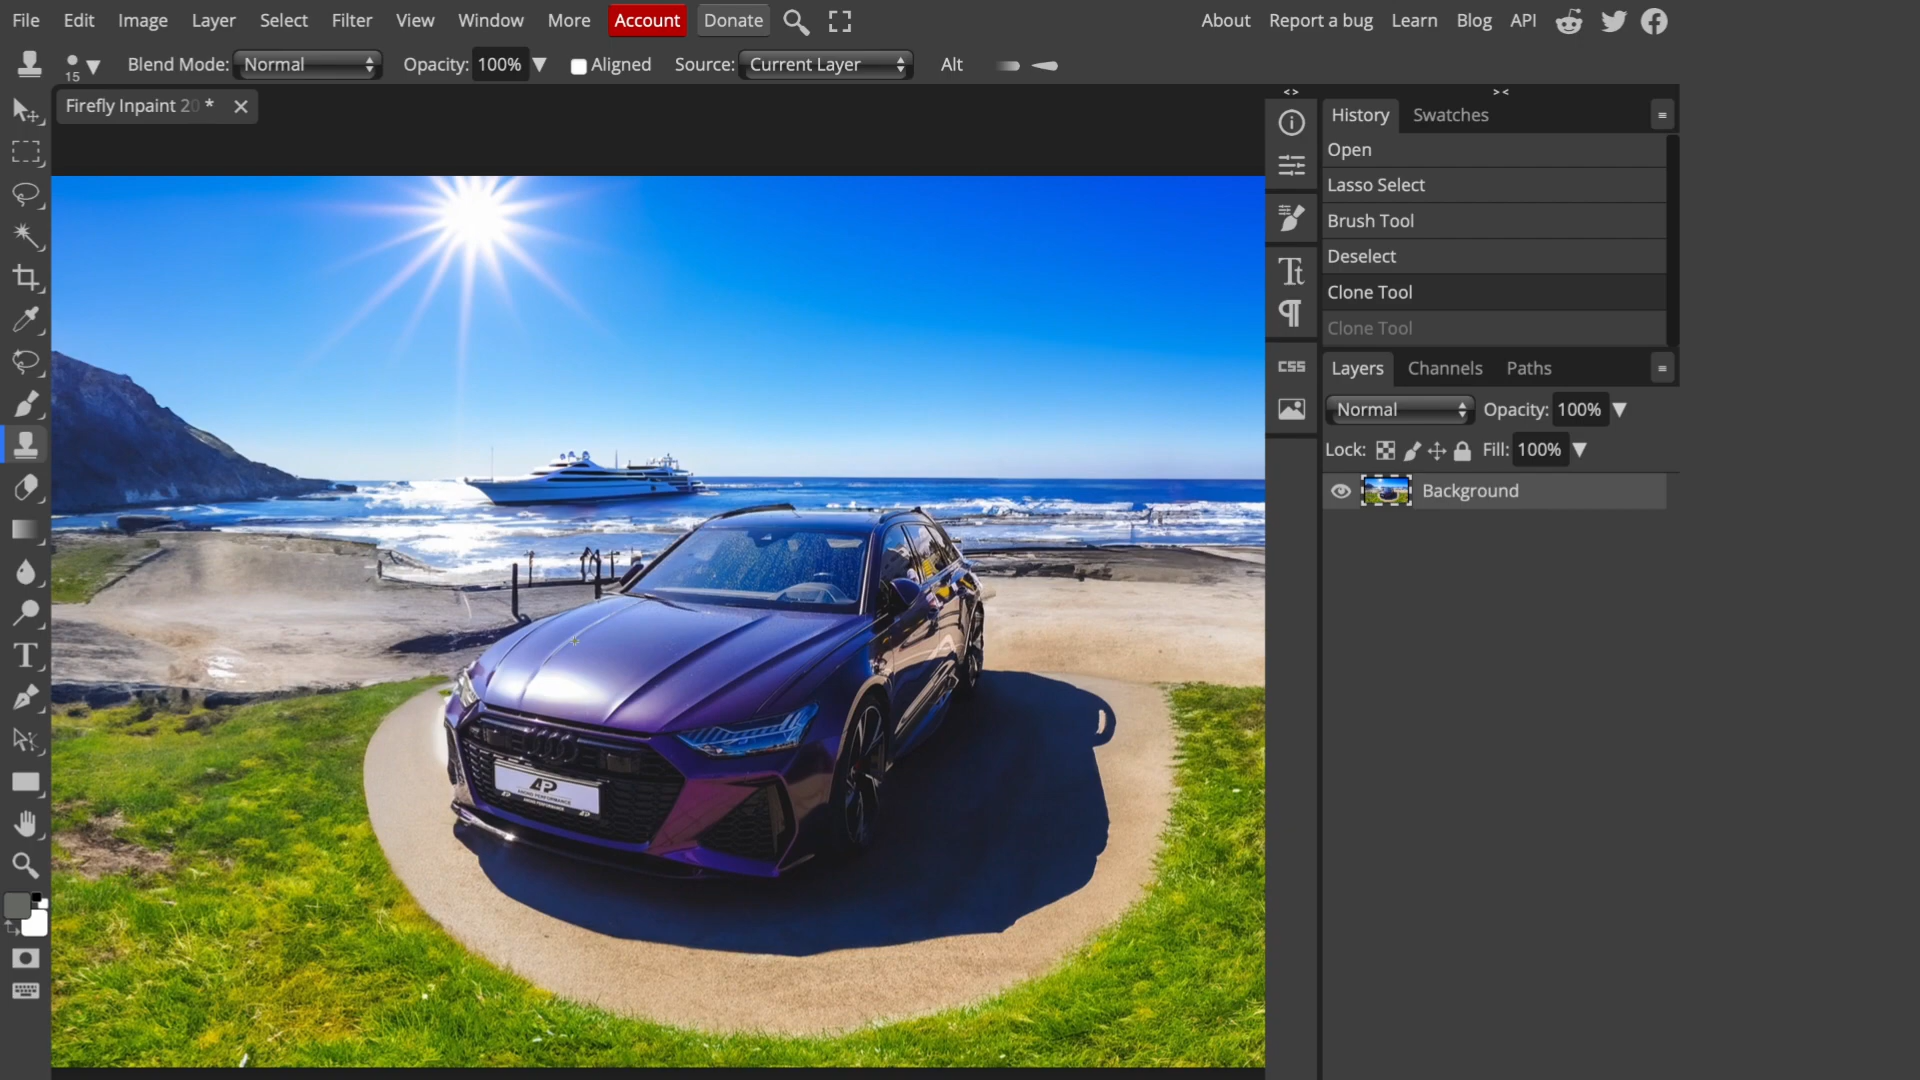 File Edit Image Layer Select Filter View Window More Account Donate About Report a bug Learn Blog API
15 Blend Mode: Normal Opacity: 100% Aligned Source: Current Layer Alt
Firefly Inpaint 20 *
History Swatches
Open
Lasso Select
Brush Tool
Deselect
Clone Tool
Clone Tool
CSS
Layers Channels Paths
Normal Opacity: 100%
Lock: Fill: 100%
Background
AP